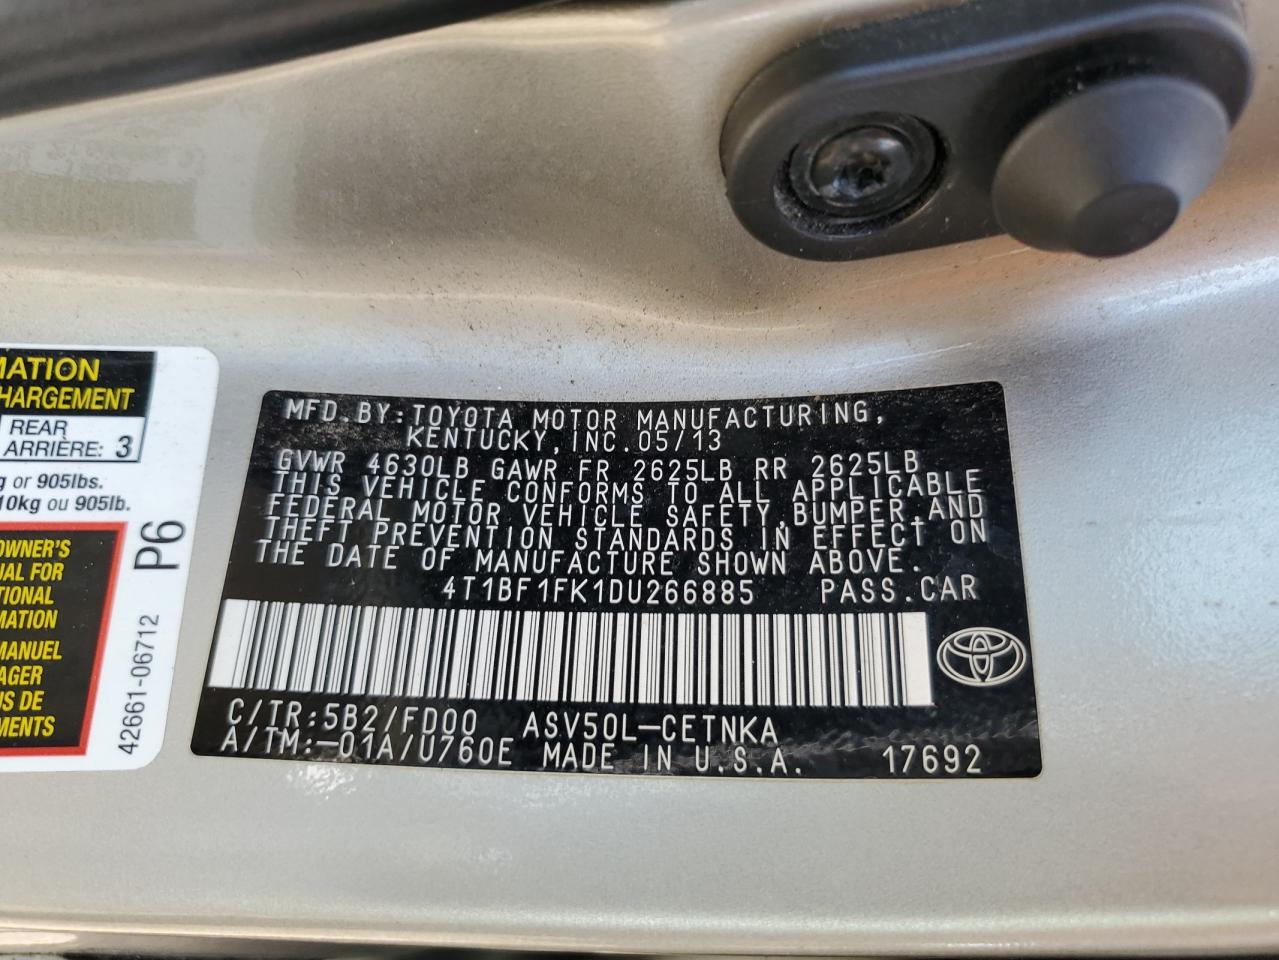 MATION
HARGEMENT
REAR
ARRIÈRE: 3
g or 905lbs.
10kg ou 905lb.
OWNER'S
UAL FOR
TIONAL
MATION
MANUEL
AGER
US DE
MENTS
P6
42661-06712
MFD.BY:TOYOTA MOTOR MANUFACTURING,
KENTUCKY,INC.05/13
GVWR 4630LB GAWR FR 2625LB RR 2625LB
THIS VEHICLE CONFORMS TO ALL APPLICABLE
FEDERAL MOTOR VEHICLE SAFETY,BUMPER,AND
THEFT PREVENTION STANDARDS IN EFFECT ON
THE DATE OF MANUFACTURE SHOWN ABOVE.
4T1BF1FK1DU266885 PASS.CAR
C/TR:5B2/FD00 ASV50L-CETNKA
A/TM:-01A/U760E MADE IN U.S.A. 17692